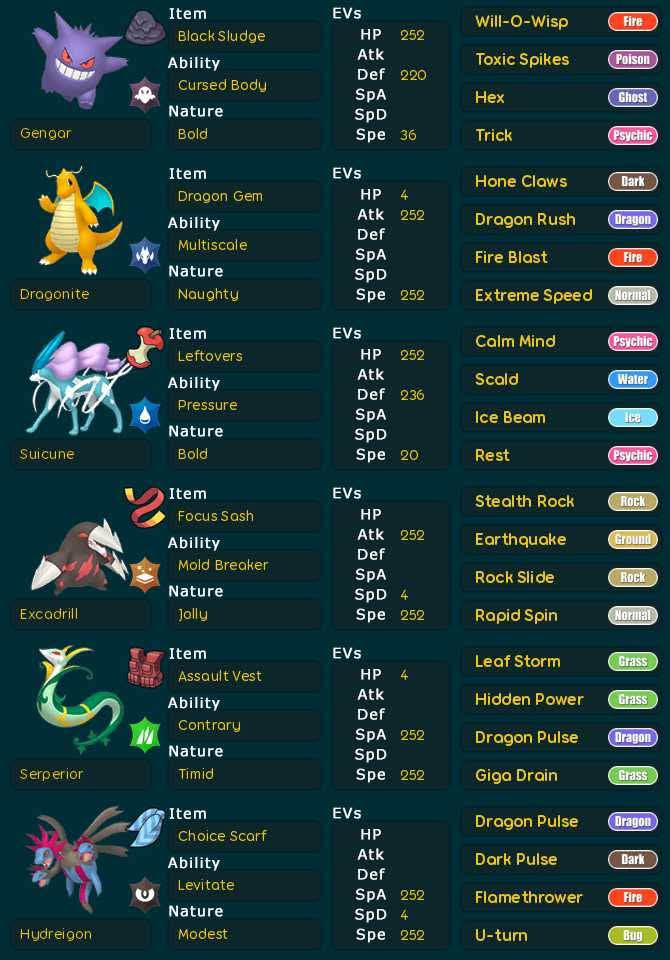 Item
Black Sludge
Ability
Cursed Body
Nature
Bold
Gengar
EVs
HP 252
Atk
Def 220
SpA
SpD
Spe 36
Will-O-Wisp Fire
Toxic Spikes Poison
Hex Ghost
Trick Psychic
Item
Dragon Gem
Ability
Multiscale
Nature
Naughty
Dragonite
EVs
HP 4
Atk 252
Def
SpA
SpD
Spe 252
Hone Claws Dark
Dragon Rush Dragon
Fire Blast Fire
Extreme Speed Normal
Item
Leftovers
Ability
Pressure
Nature
Bold
Suicune
EVs
HP 252
Atk
Def 236
SpA
SpD
Spe 20
Calm Mind Psychic
Scald Water
Ice Beam Ice
Rest Psychic
Item
Focus Sash
Ability
Mold Breaker
Nature
Jolly
Excadrill
EVs
HP
Atk 252
Def
SpA
SpD 4
Spe 252
Stealth Rock Rock
Earthquake Ground
Rock Slide Rock
Rapid Spin Normal
Item
Assault Vest
Ability
Contrary
Nature
Timid
Serperior
EVs
HP 4
Atk
Def
SpA 252
SpD
Spe 252
Leaf Storm Grass
Hidden Power Grass
Dragon Pulse Dragon
Giga Drain Grass
Item
Choice Scarf
Ability
Levitate
Nature
Modest
Hydreigon
EVs
HP
Atk
Def
SpA 252
SpD 4
Spe 252
Dragon Pulse Dragon
Dark Pulse Dark
Flamethrower Fire
U-turn Bug